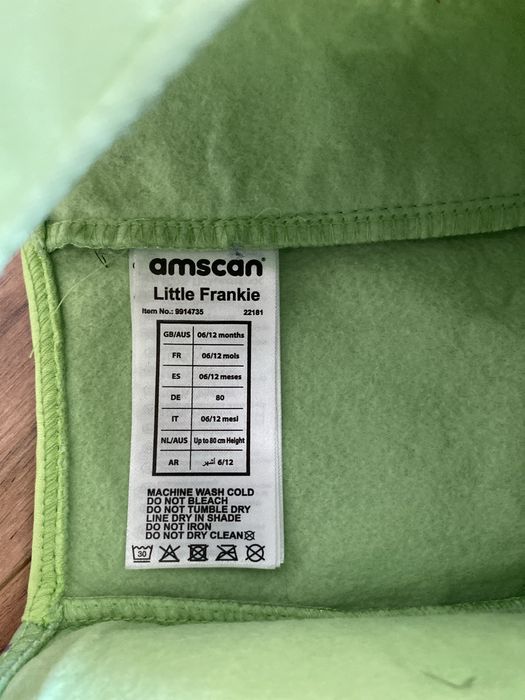 amscan®
Little Frankie
Item No.: 9914735 22181
GB/AUS 06/12 months
FR 06/12 mois
ES 06/12 meses
DE 80
IT 06/12 mesi
NL/AUS Up to 80 cm Height
AR 6/12 أشهر
MACHINE WASH COLD
DO NOT BLEACH
DO NOT TUMBLE DRY
LINE DRY IN SHADE
DO NOT IRON
DO NOT DRY CLEAN
30